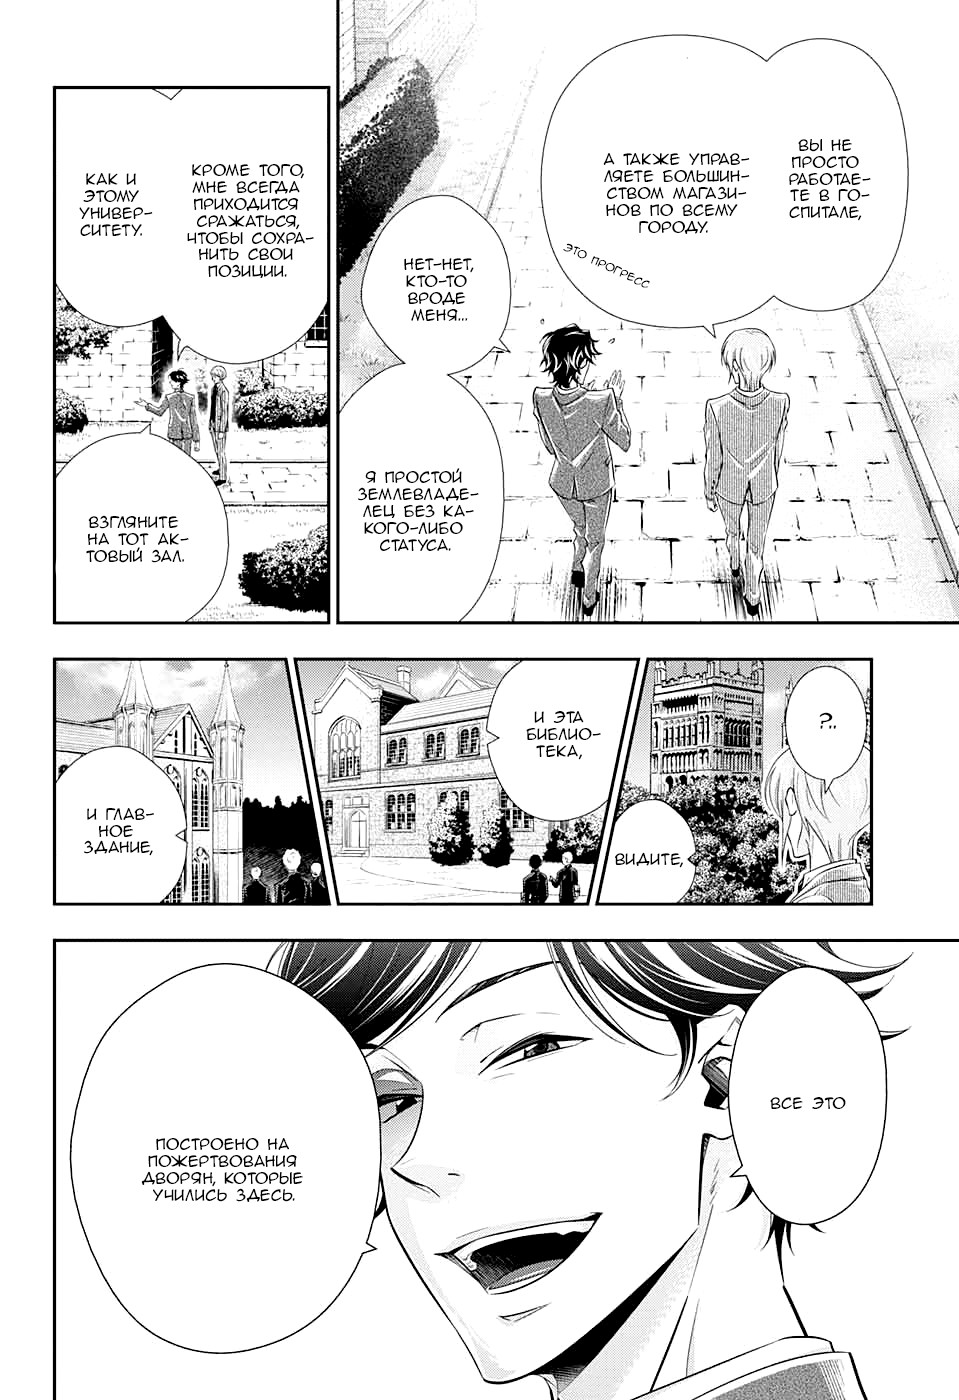 ВЫ НЕ
ПРОСТО
РАБОТАЕ-
ТЕ В ГО-
СПИТАЛЕ,
А ТАКЖЕ УПРАВ-
ЛЯЕТЕ БОЛЬШИН-
СТВОМ МАГАЗИ-
НОВ ПО ВСЕМУ
ГОРОДУ.
ЭТО ПРОГРЕСС
НЕТ-НЕТ,
КТО-ТО
ВРОДЕ
МЕНЯ...
Я ПРОСТОЙ
ЗЕМЛЕВЛАДЕ-
ЛЕЦ БЕЗ КА-
КОГО-ЛИБО
СТАТУСА.
КРОМЕ ТОГО,
МНЕ ВСЕГДА
ПРИХОДИТСЯ
СРАЖАТЬСЯ,
ЧТОБЫ СОХРА-
НИТЬ СВОИ
ПОЗИЦИИ.
КАК И
ЭТОМУ
УНИВЕР-
СИТЕТУ.
ВЗГЛЯНИТЕ
НА ТОТ АК-
ТОВЫЙ ЗАЛ.
?..
ВИДИТЕ,
И ЭТА
БИБЛИО-
ТЕКА,
И ГЛАВ-
НОЕ
ЗДАНИЕ,
ВСЕ ЭТО
ПОСТРОЕНО НА
ПОЖЕРТВОВАНИЯ
ДВОРЯН, КОТОРЫЕ
УЧИЛИСЬ ЗДЕСЬ.